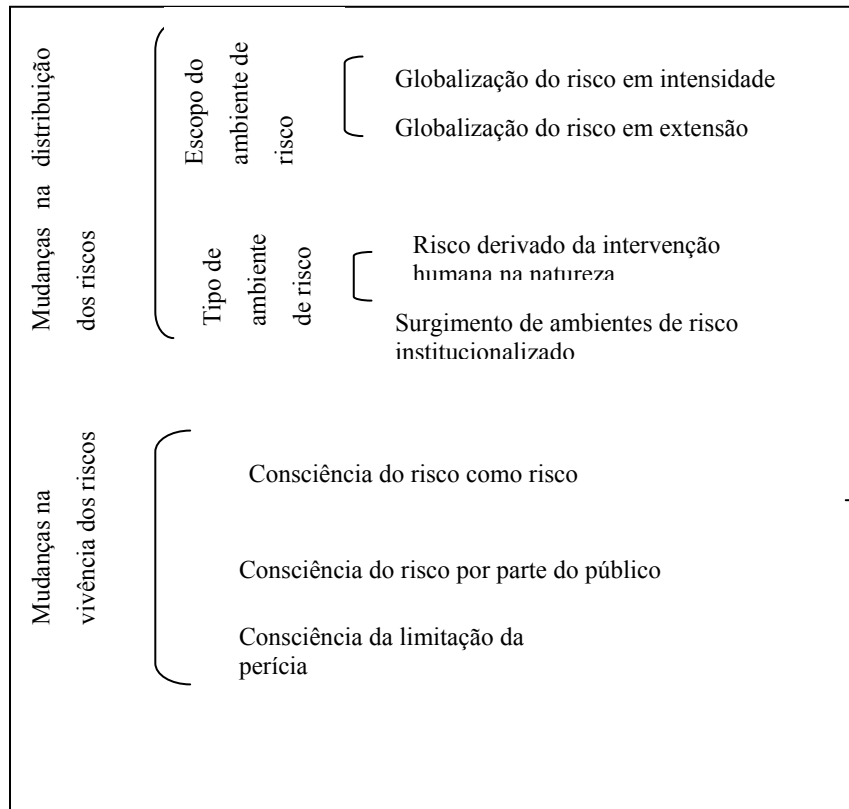 Mudanças na distribuição
dos riscos
Escopo do
ambiente de
risco
Globalização do risco em intensidade
Globalização do risco em extensão
Tipo de
ambiente
de risco
Risco derivado da intervenção
humana na natureza
Surgimento de ambientes de risco
institucionalizado
Mudanças na
vivência dos riscos
Consciência do risco como risco
Consciência do risco por parte do público
Consciência da limitação da
perícia